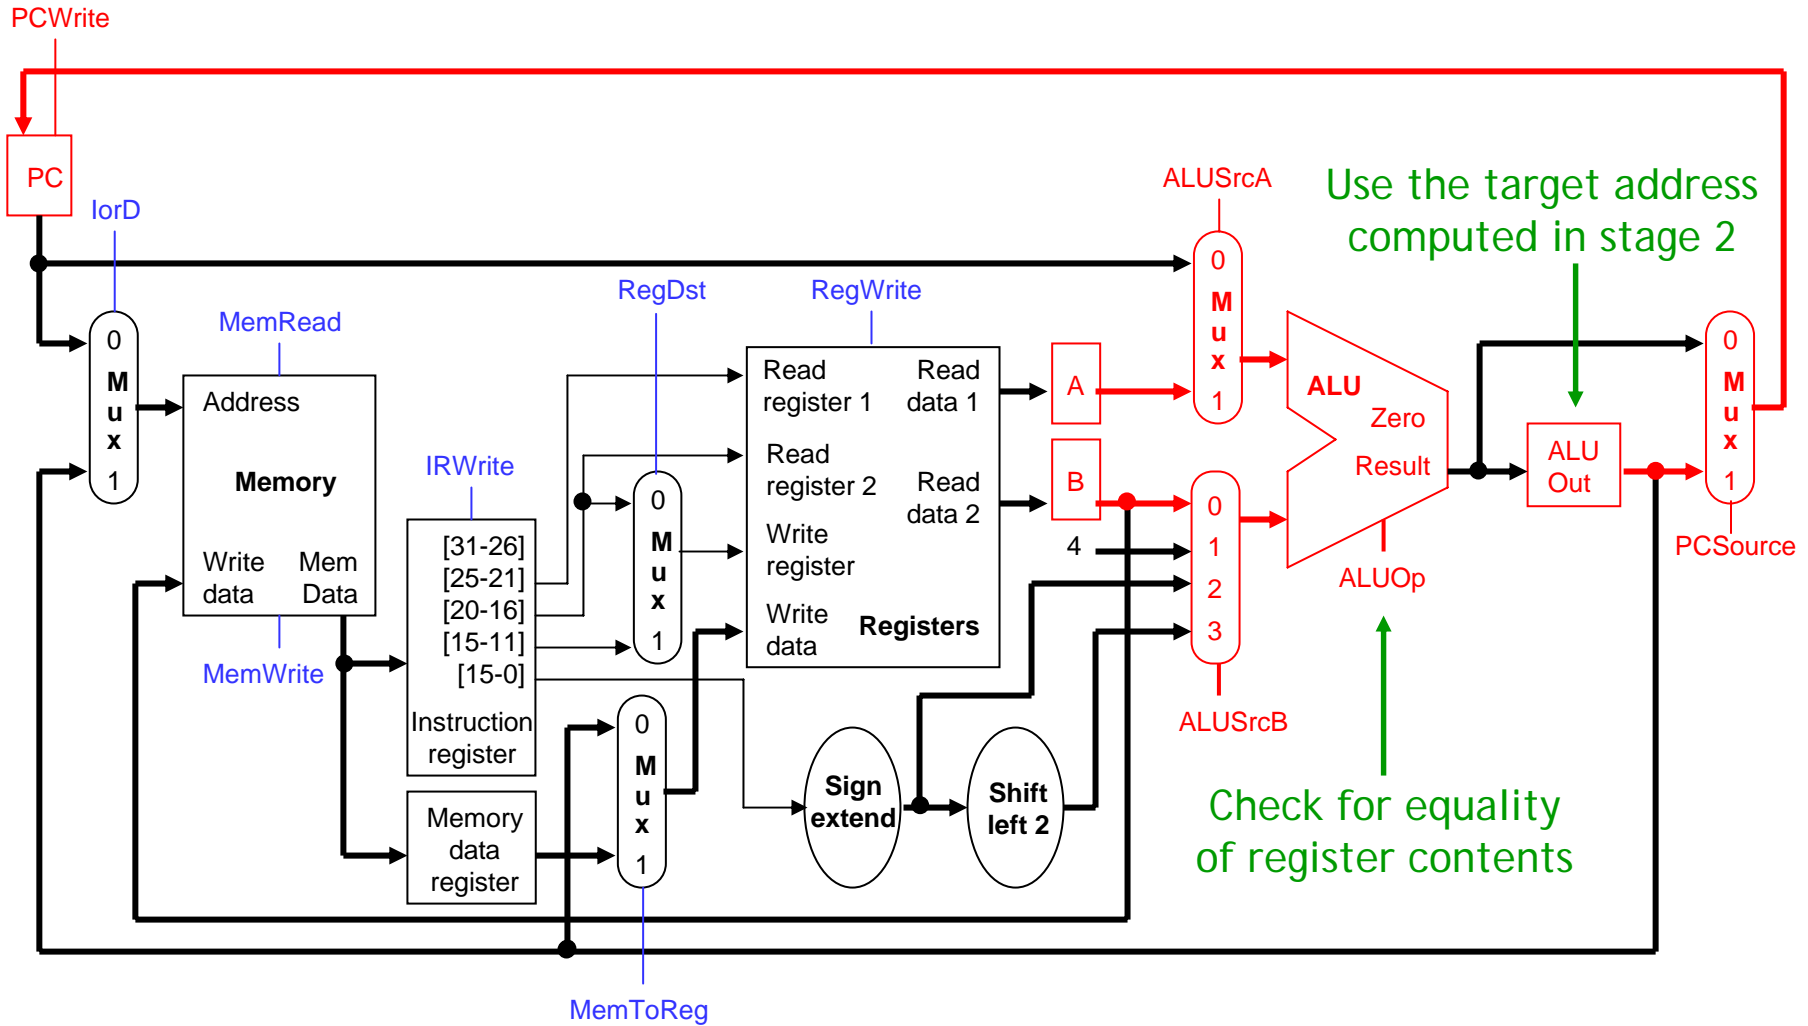 PCWrite
PC
IorD
0
M
u
x
1
MemRead
Address
Memory
Write
data
Mem
Data
MemWrite
IRWrite
[31-26]
[25-21]
[20-16]
[15-11]
[15-0]
Instruction
register
Memory
data
register
RegDst
0
M
u
x
1
0
M
u
x
1
MemToReg
RegWrite
Read
register 1
Read
data 1
Read
register 2
Read
data 2
Write
register
Write
data
Registers
Sign
extend
Shift
left 2
A
B
4
ALUSrcA
0
M
u
x
1
0
1
2
3
ALUSrcB
ALU
Zero
Result
ALUOp
Use the target address
computed in stage 2
ALU
Out
0
M
u
x
1
PCSource
Check for equality
of register contents